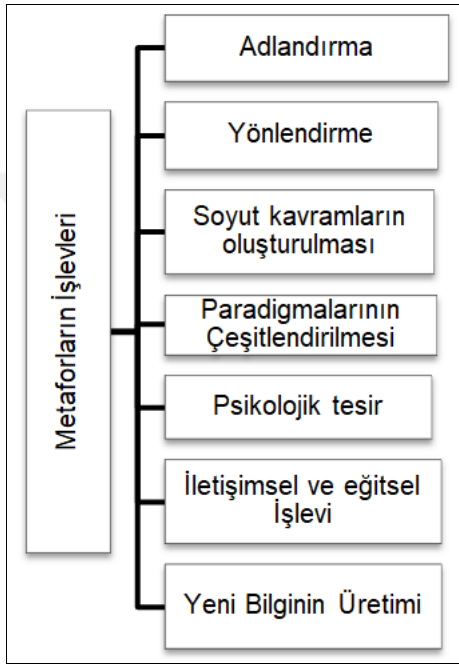 Metaforların İşlevleri
Adlandırma
Yönlendirme
Soyut kavramların
oluşturulması
Paradigmalarının
Çeşitlendirilmesi
Psikolojik tesir
İletişimsel ve eğitsel
İşlevi
Yeni Bilginin Üretimi